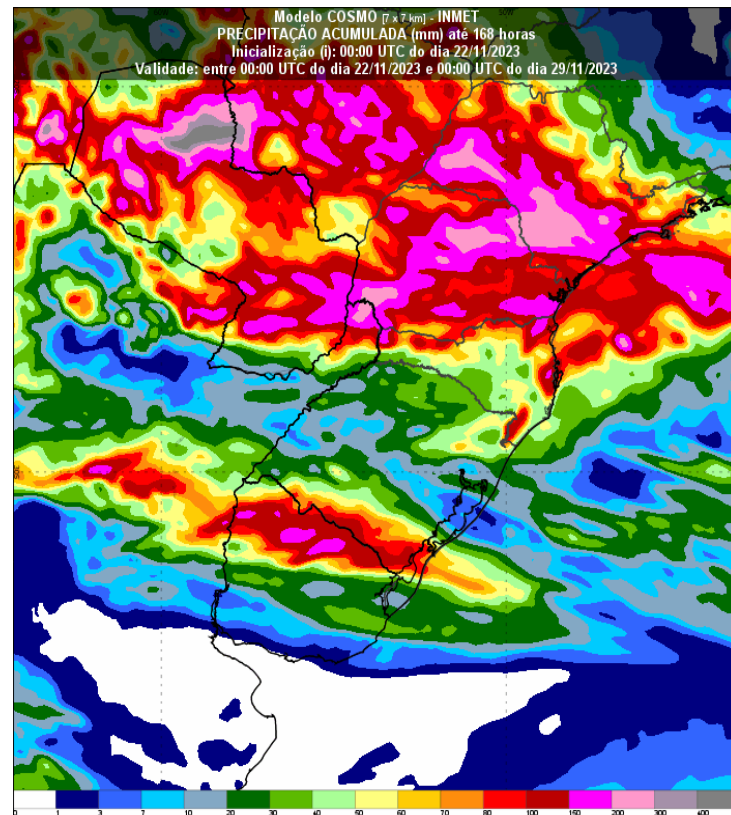 Modelo COSMO [7 x 7 km] - INMET
PRECIPITAÇÃO ACUMULADA (mm) até 168 horas
Inicialização (i): 00:00 UTC do dia 22/11/2023
Validade: entre 00:00 UTC do dia 22/11/2023 e 00:00 UTC do dia 29/11/2023
0 1 3 7 10 20 30 40 50 60 70 80 100 150 200 300 400